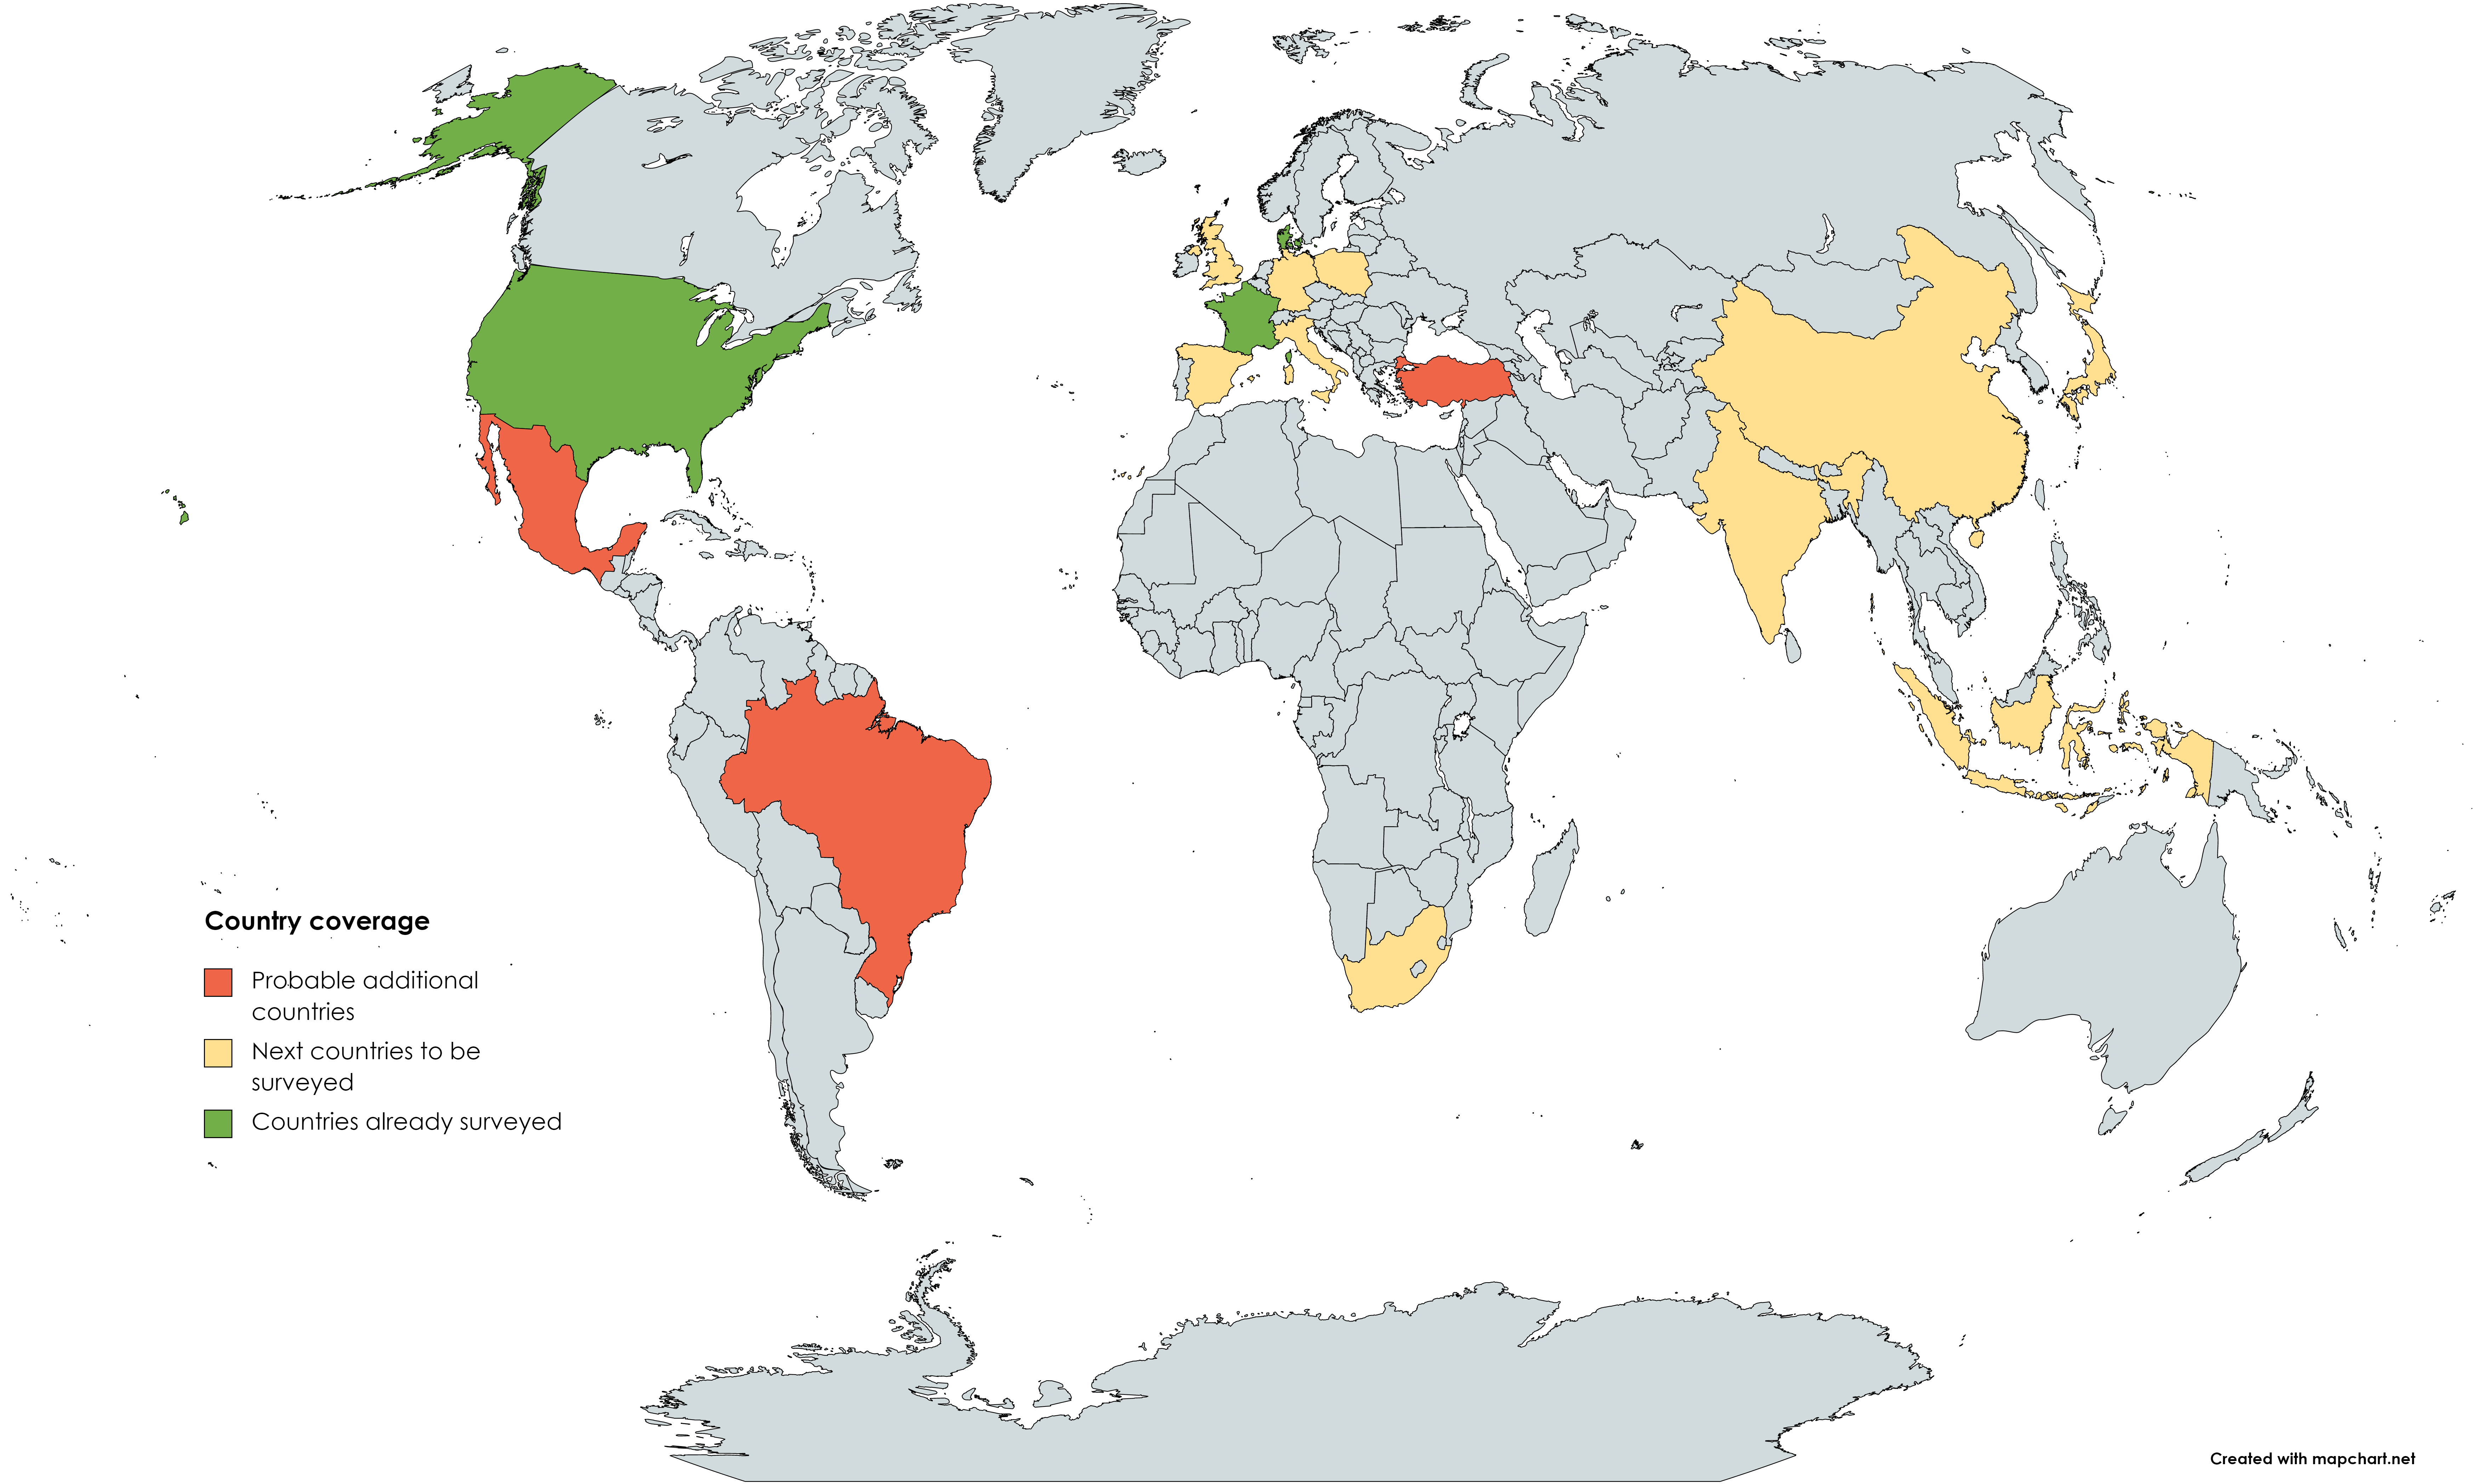 Country coverage
Probable additional
countries
Next countries to be
surveyed
Countries already surveyed
Created with mapchart.net